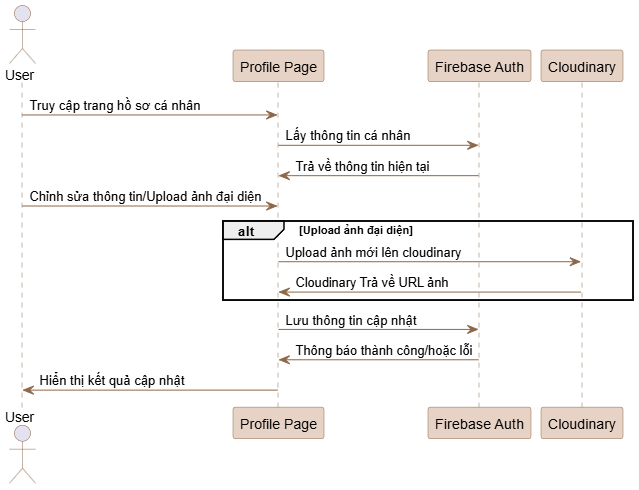 User
Profile Page
Firebase Auth
Cloudinary
Truy cập trang hồ sơ cá nhân
Lấy thông tin cá nhân
Trả về thông tin hiện tại
Chỉnh sửa thông tin/Upload ảnh đại diện
alt [Upload ảnh đại diện]
Upload ảnh mới lên cloudinary
Cloudinary Trả về URL ảnh
Lưu thông tin cập nhật
Thông báo thành công/hoặc lỗi
Hiển thị kết quả cập nhật
User
Profile Page
Firebase Auth
Cloudinary